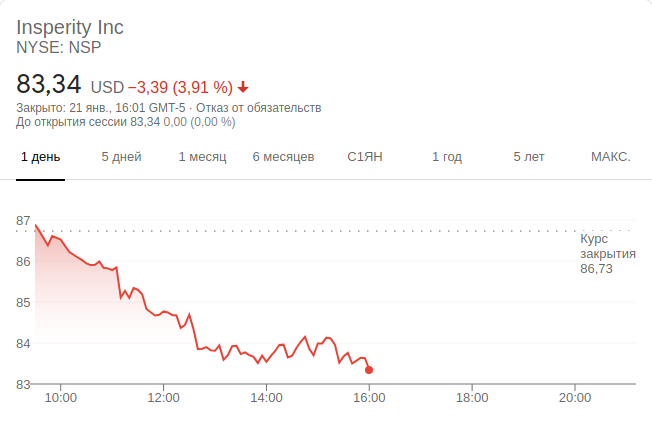 Insperity Inc
NYSE: NSP
83,34 USD −3,39 (3,91 %)
Закрыто: 21 янв., 16:01 GMT-5 · Отказ от обязательств
До открытия сессии 83,34 0,00 (0,00 %)
1 день 5 дней 1 месяц 6 месяцев С1ЯН 1 год 5 лет МАКС.
87
Курс
закрытия
86,73
86
85
84
83
10:00 12:00 14:00 16:00 18:00 20:00